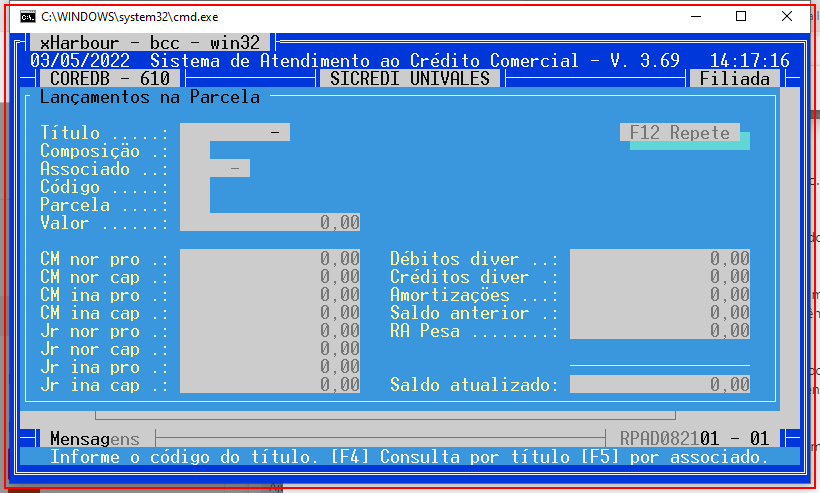 C:\WINDOWS\system32\cmd.exe
xHarbour - bcc - win32
03/05/2022 Sistema de Atendimento ao Crédito Comercial - V. 3.69 14:17:16
COREDB - 610 SICREDI UNIVALES Filiada
Lançamentos na Parcela
Título .....: - F12 Repete
Composiçäo .:
Associado ..: -
Código .....:
Parcela ....:
Valor ......: 0,00
CM nor pro .: 0,00 Débitos diver ..: 0,00
CM nor cap .: 0,00 Créditos diver .: 0,00
CM ina pro .: 0,00 Amortizaçöes ...: 0,00
CM ina cap .: 0,00 Saldo anterior .: 0,00
Jr nor pro .: 0,00 RA Pesa ........: 0,00
Jr nor cap .: 0,00
Jr ina pro .: 0,00
Jr ina cap .: 0,00 Saldo atualizado: 0,00
Mensagens RPAD082101 - 01
Informe o código do título. [F4] Consulta por título [F5] por associado.